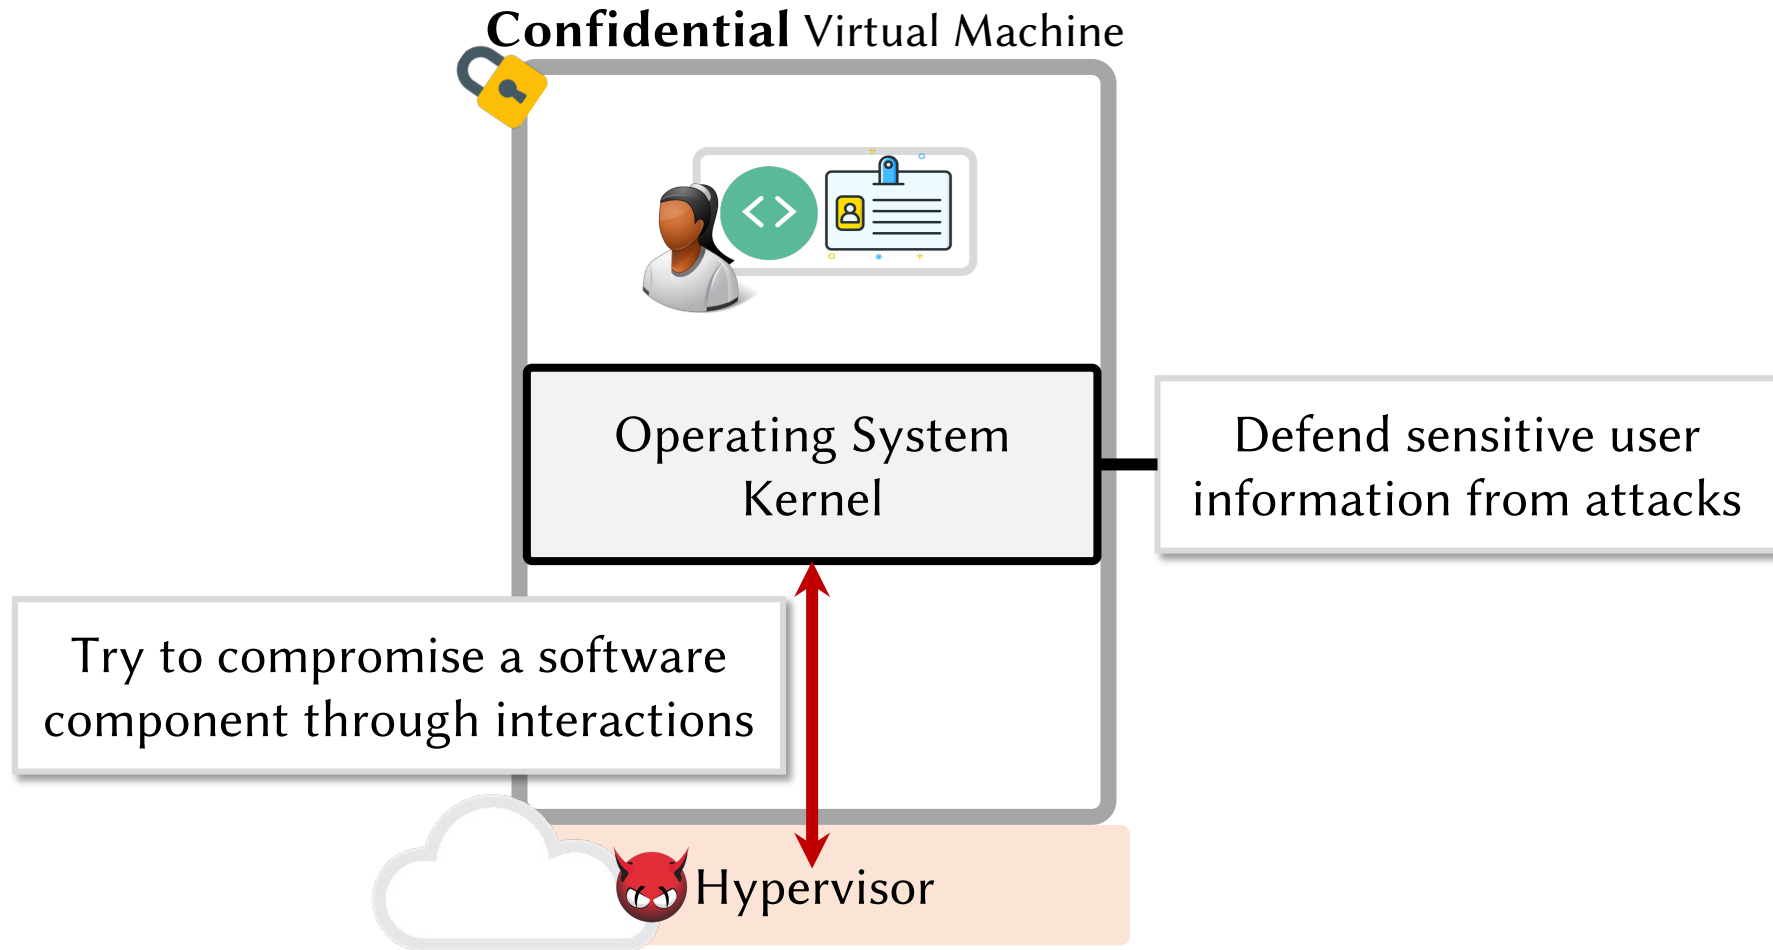 Confidential Virtual Machine
Operating System
Kernel
Defend sensitive user
information from attacks
Try to compromise a software
component through interactions
Hypervisor